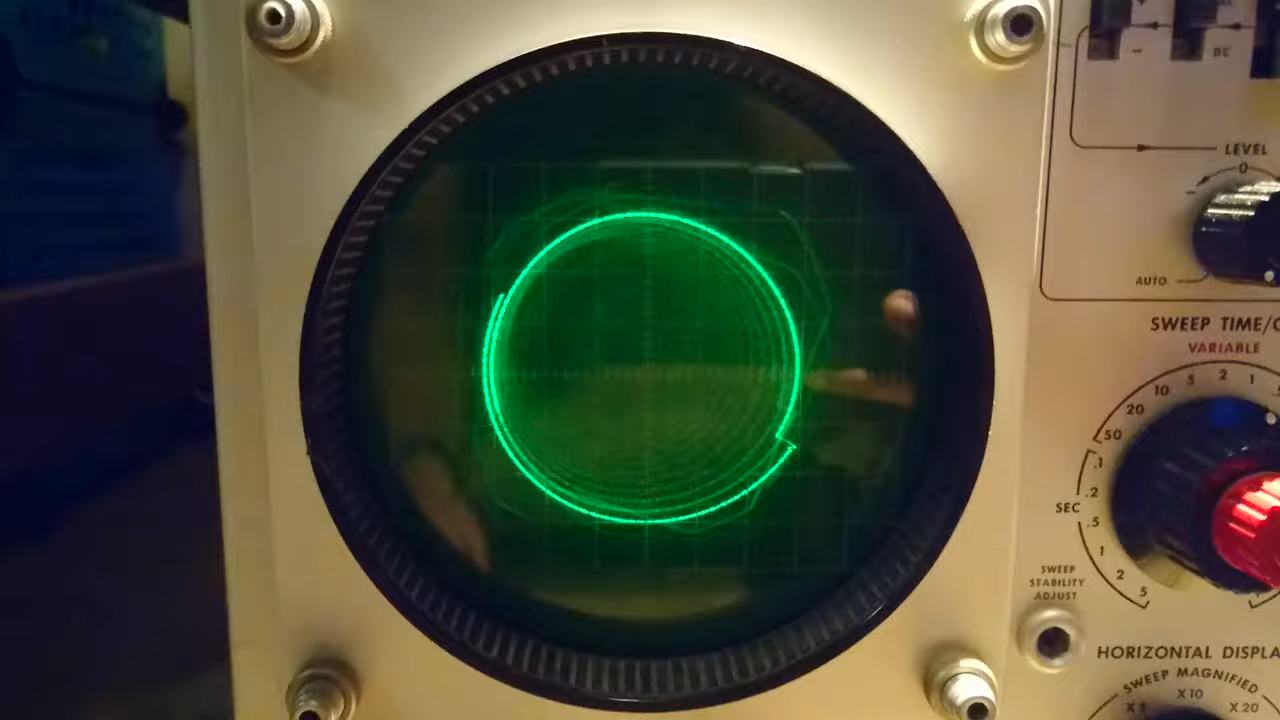 -
DC
LEVEL
0
-
AUTO
SWEEP TIME/C
VARIABLE
50 20 10 5 2 1 .5
.1
.2
SEC
.5
1
2
5
SWEEP
STABILITY
ADJUST
HORIZONTAL DISPLA
SWEEP MAGNIFIED
X5 X10 X20